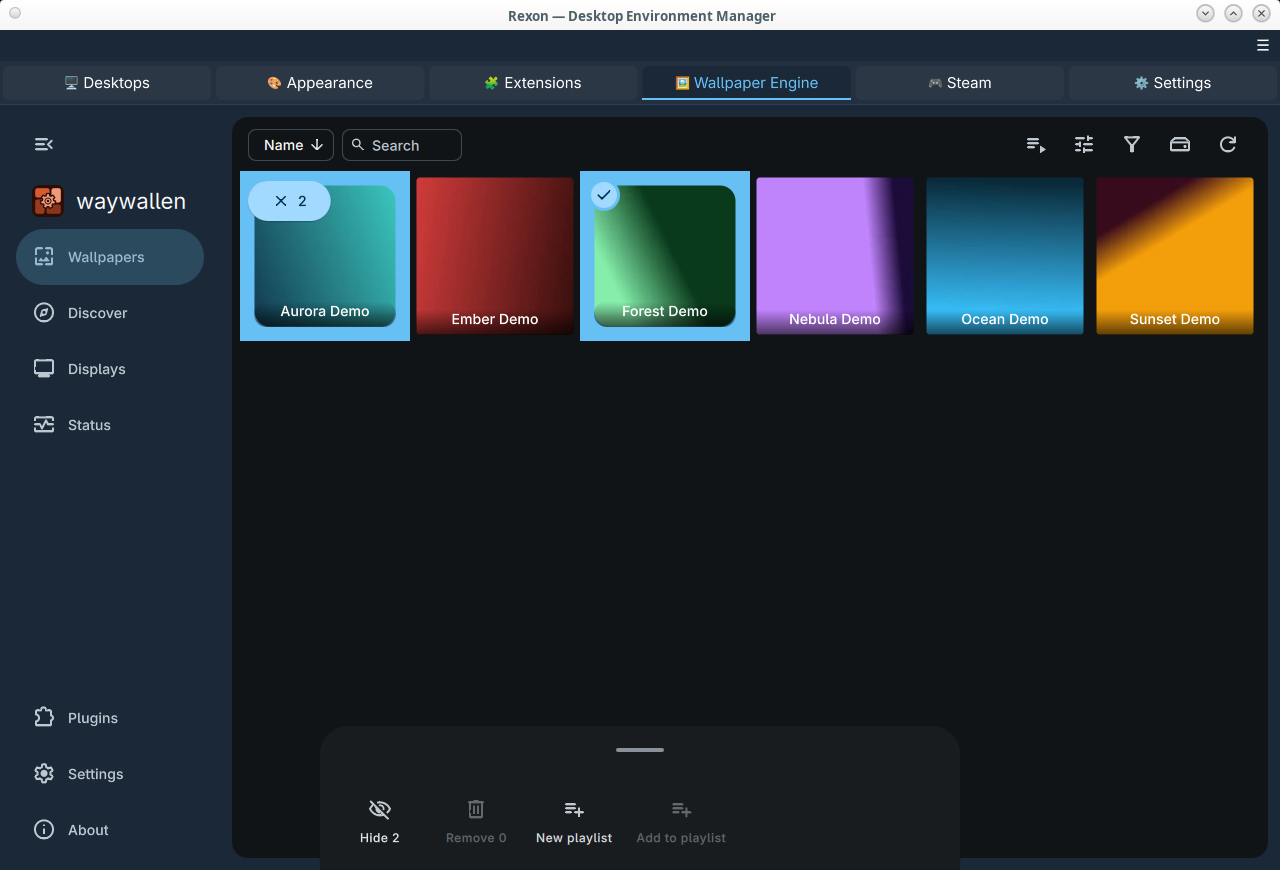 Rexon — Desktop Environment Manager
Desktops
Appearance
Extensions
Wallpaper Engine
Steam
Settings
waywallen
Wallpapers
Discover
Displays
Status
Plugins
Settings
About
Name
Search
2
Aurora Demo
Ember Demo
Forest Demo
Nebula Demo
Ocean Demo
Sunset Demo
Hide 2
Remove 0
New playlist
Add to playlist